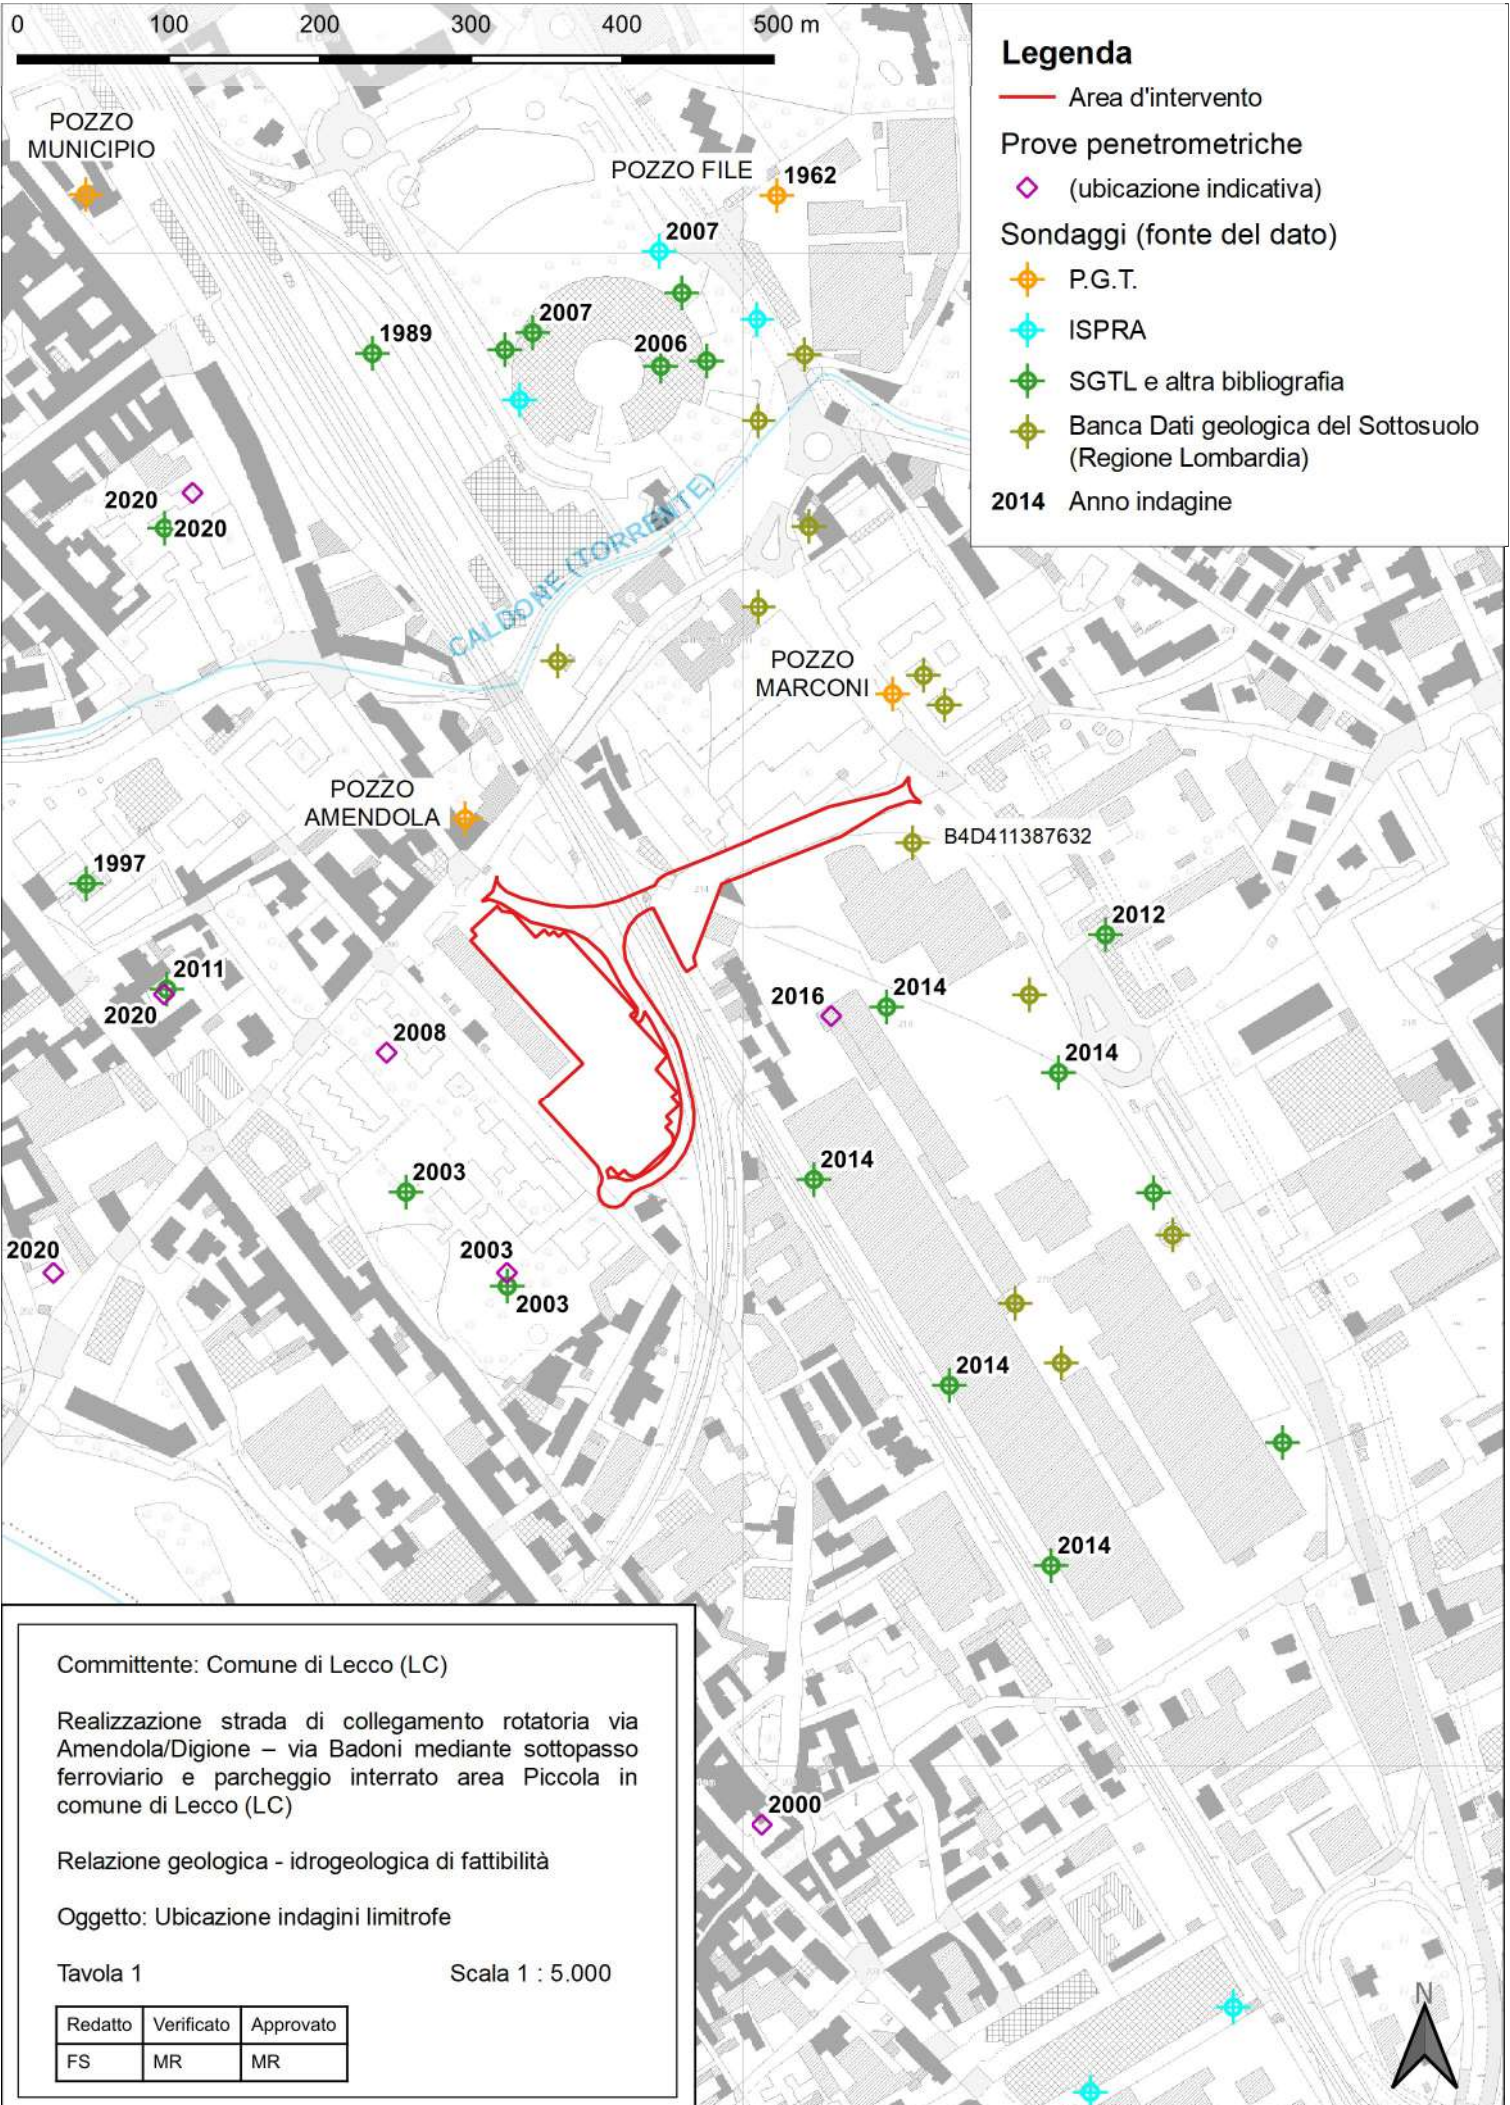 0 100 200 300 400 500 m
Legenda
Area d'intervento
Prove penetrometriche
(ubicazione indicativa)
Sondaggi (fonte del dato)
P.G.T.
ISPRA
SGTL e altra bibliografia
Banca Dati geologica del Sottosuolo
(Regione Lombardia)
2014 Anno indagine
POZZO
MUNICIPIO
POZZO FILE
1962
2007
2007
1989
2006
2020
2020
CALDONE (TORRENTE)
POZZO
MARCONI
POZZO
AMENDOLA
B4D411387632
1997
2012
2011
2020
2016
2014
2008
2014
2014
2003
2020
2003
2003
2014
2014
2000
Committente: Comune di Lecco (LC)
Realizzazione strada di collegamento rotatoria via
Amendola/Digione – via Badoni mediante sottopasso
ferroviario e parcheggio interrato area Piccola in
comune di Lecco (LC)
Relazione geologica - idrogeologica di fattibilità
Oggetto: Ubicazione indagini limitrofe
Tavola 1 Scala 1 : 5.000
Redatto Verificato Approvato
FS MR MR
N